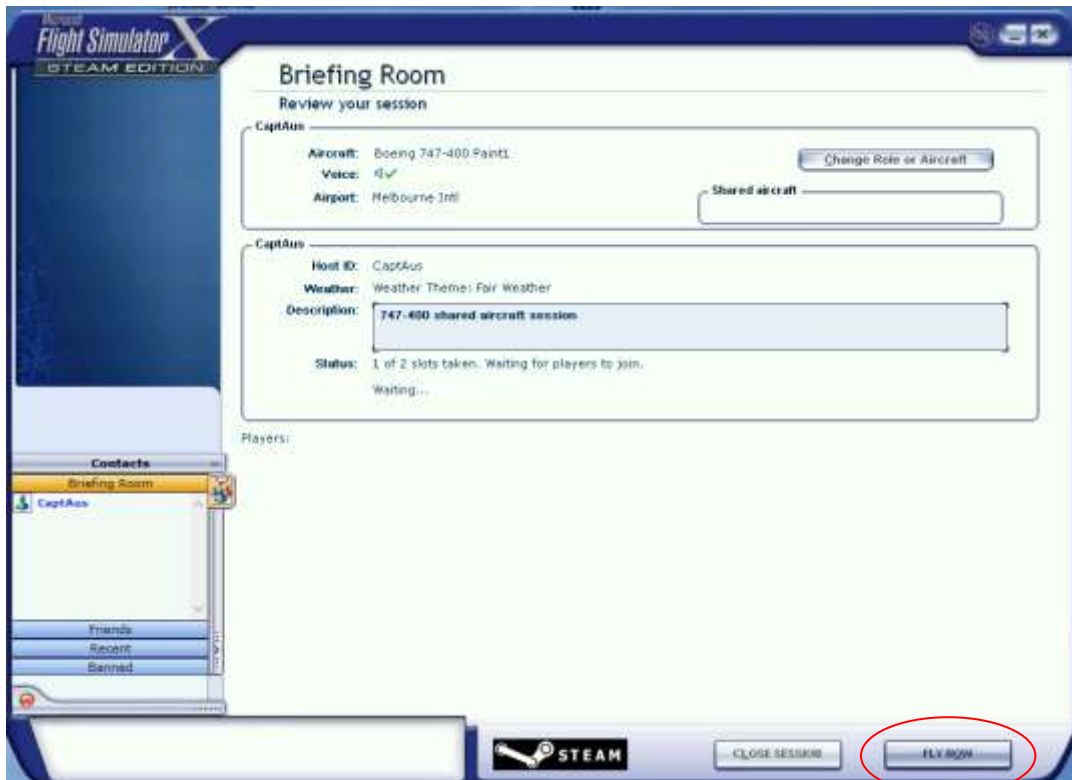 Microsoft
Flight Simulator X
STEAM EDITION
Briefing Room
Review your session
CaptAus
Aircraft: Boeing 747-400 Paint1
Change Role or Aircraft
Voice:
Airport: Melbourne Intl
Shared aircraft
CaptAus
Host ID: CaptAus
Weather: Weather Theme: Fair Weather
Description: 747-400 shared aircraft session
Status: 1 of 2 slots taken. Waiting for players to join.
Waiting...
Players:
Contacts
Briefing Room
CaptAus
Friends
Recent
Banned
STEAM
CLOSE SESSION
FLY NOW